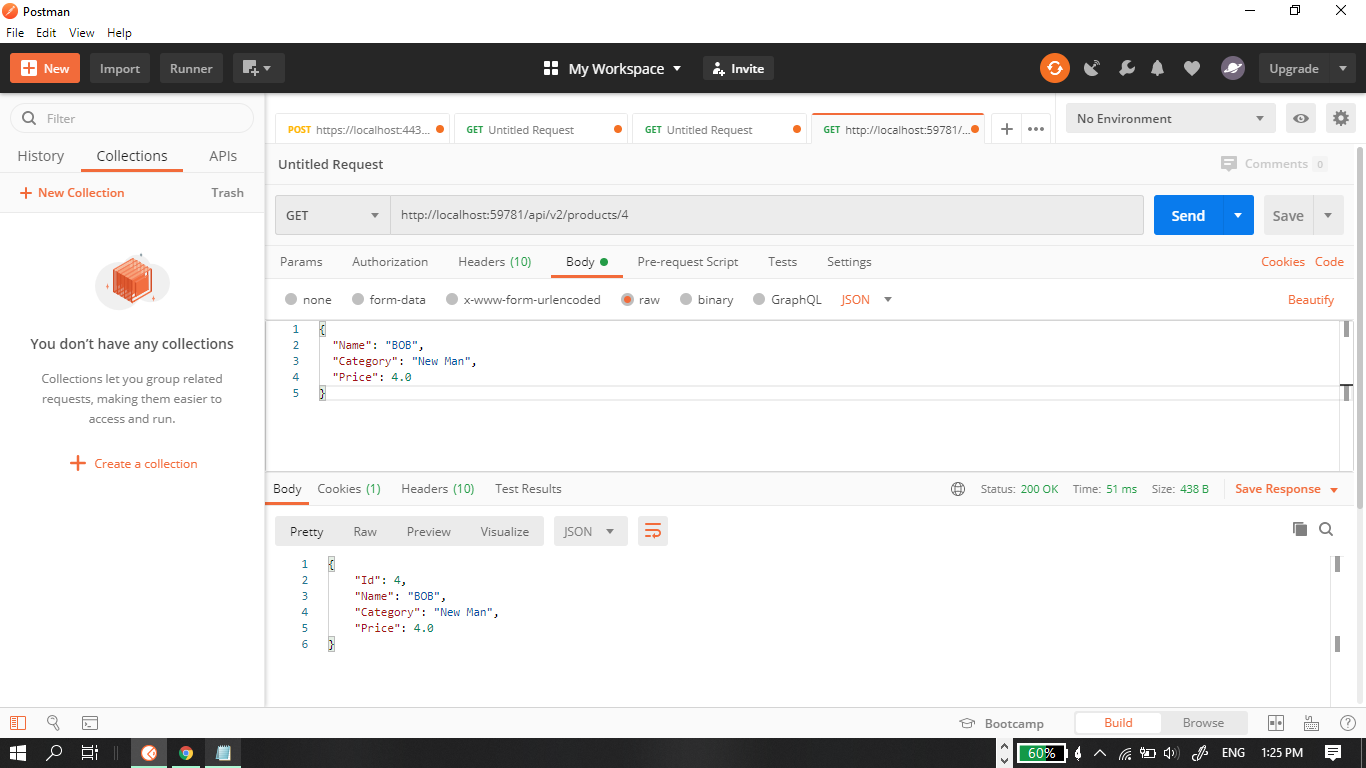 Postman
File Edit View Help
New Import Runner My Workspace Invite Upgrade
Filter
History Collections APIs
New Collection Trash
You don’t have any collections
Collections let you group related
requests, making them easier to
access and run.
Create a collection
POST https://localhost:443... GET Untitled Request GET Untitled Request GET http://localhost:59781/... No Environment
Untitled Request Comments 0
GET http://localhost:59781/api/v2/products/4 Send Save
Params Authorization Headers (10) Body Pre-request Script Tests Settings Cookies Code
none form-data x-www-form-urlencoded raw binary GraphQL JSON Beautify
1 {
2 "Name": "BOB",
3 "Category": "New Man",
4 "Price": 4.0
5 }
Body Cookies (1) Headers (10) Test Results Status: 200 OK Time: 51 ms Size: 438 B Save Response
Pretty Raw Preview Visualize JSON
1 {
2 "Id": 4,
3 "Name": "BOB",
4 "Category": "New Man",
5 "Price": 4.0
6 }
Bootcamp Build Browse
60% ENG 1:25 PM